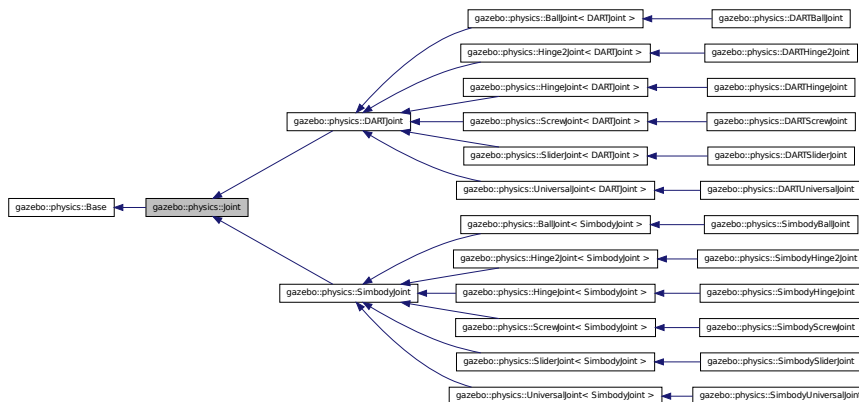 gazebo::physics::BallJoint< DARTJoint >
gazebo::physics::DARTBallJoint
gazebo::physics::Hinge2Joint< DARTJoint >
gazebo::physics::DARTHinge2Joint
gazebo::physics::HingeJoint< DARTJoint >
gazebo::physics::DARTHingeJoint
gazebo::physics::DARTJoint
gazebo::physics::ScrewJoint< DARTJoint >
gazebo::physics::DARTScrewJoint
gazebo::physics::SliderJoint< DARTJoint >
gazebo::physics::DARTSliderJoint
gazebo::physics::UniversalJoint< DARTJoint >
gazebo::physics::DARTUniversalJoint
gazebo::physics::Base
gazebo::physics::Joint
gazebo::physics::BallJoint< SimbodyJoint >
gazebo::physics::SimbodyBallJoint
gazebo::physics::Hinge2Joint< SimbodyJoint >
gazebo::physics::SimbodyHinge2Joint
gazebo::physics::SimbodyJoint
gazebo::physics::HingeJoint< SimbodyJoint >
gazebo::physics::SimbodyHingeJoint
gazebo::physics::ScrewJoint< SimbodyJoint >
gazebo::physics::SimbodyScrewJoint
gazebo::physics::SliderJoint< SimbodyJoint >
gazebo::physics::SimbodySliderJoint
gazebo::physics::UniversalJoint< SimbodyJoint >
gazebo::physics::SimbodyUniversalJoint